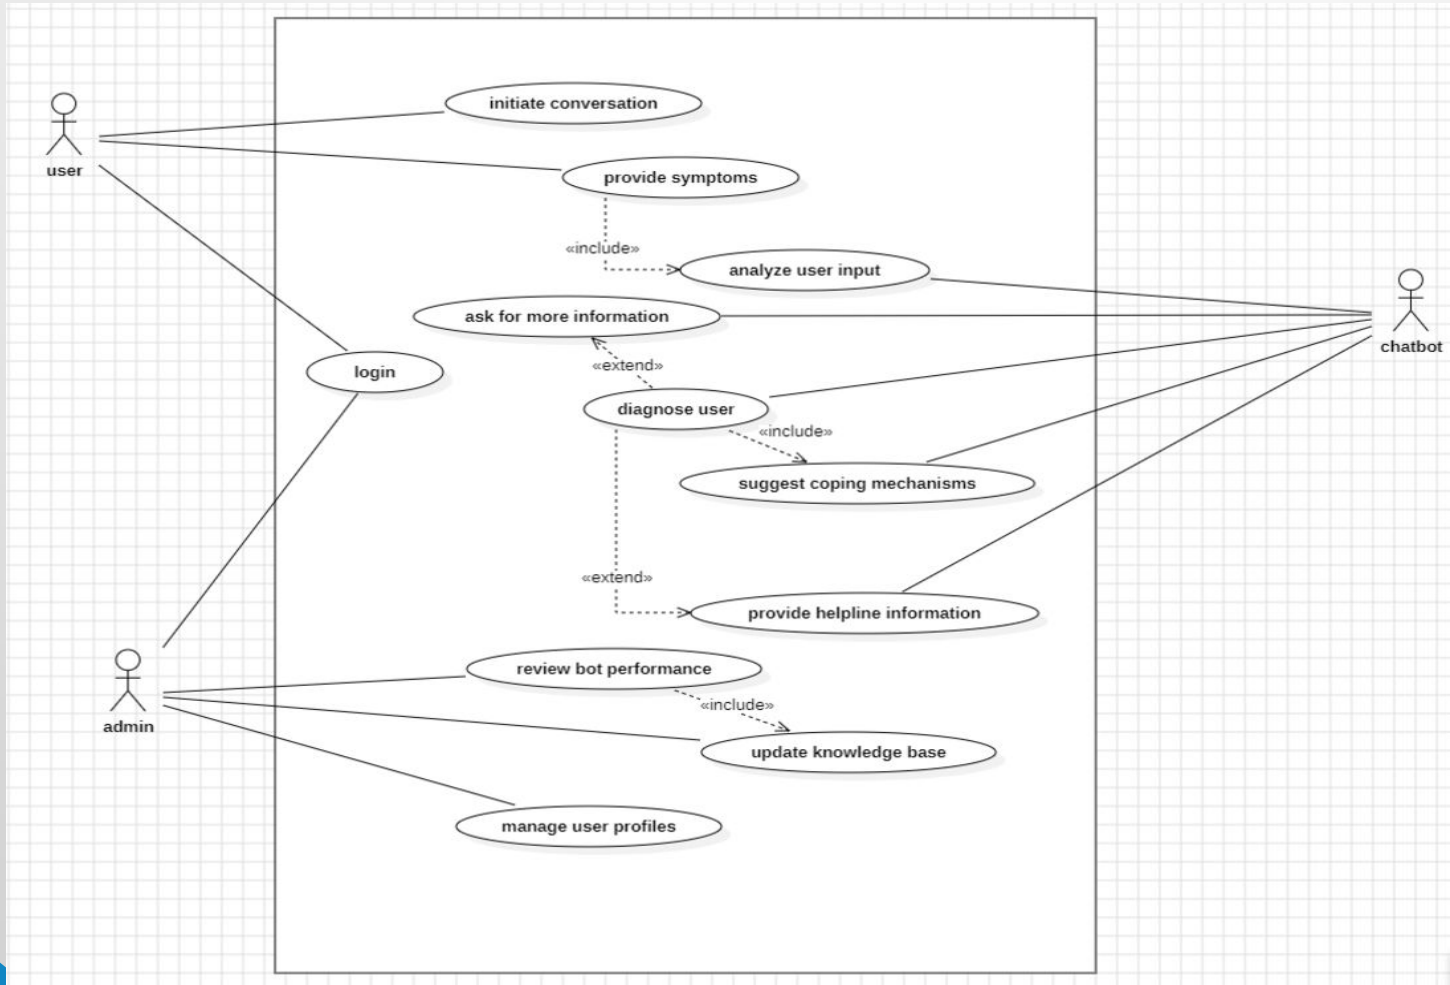 initiate conversation
user
provide symptoms
«include»
analyze user input
ask for more information
chatbot
«extend»
login
diagnose user
«include»
suggest coping mechanisms
«extend»
provide helpline information
review bot performance
«include»
admin
update knowledge base
manage user profiles